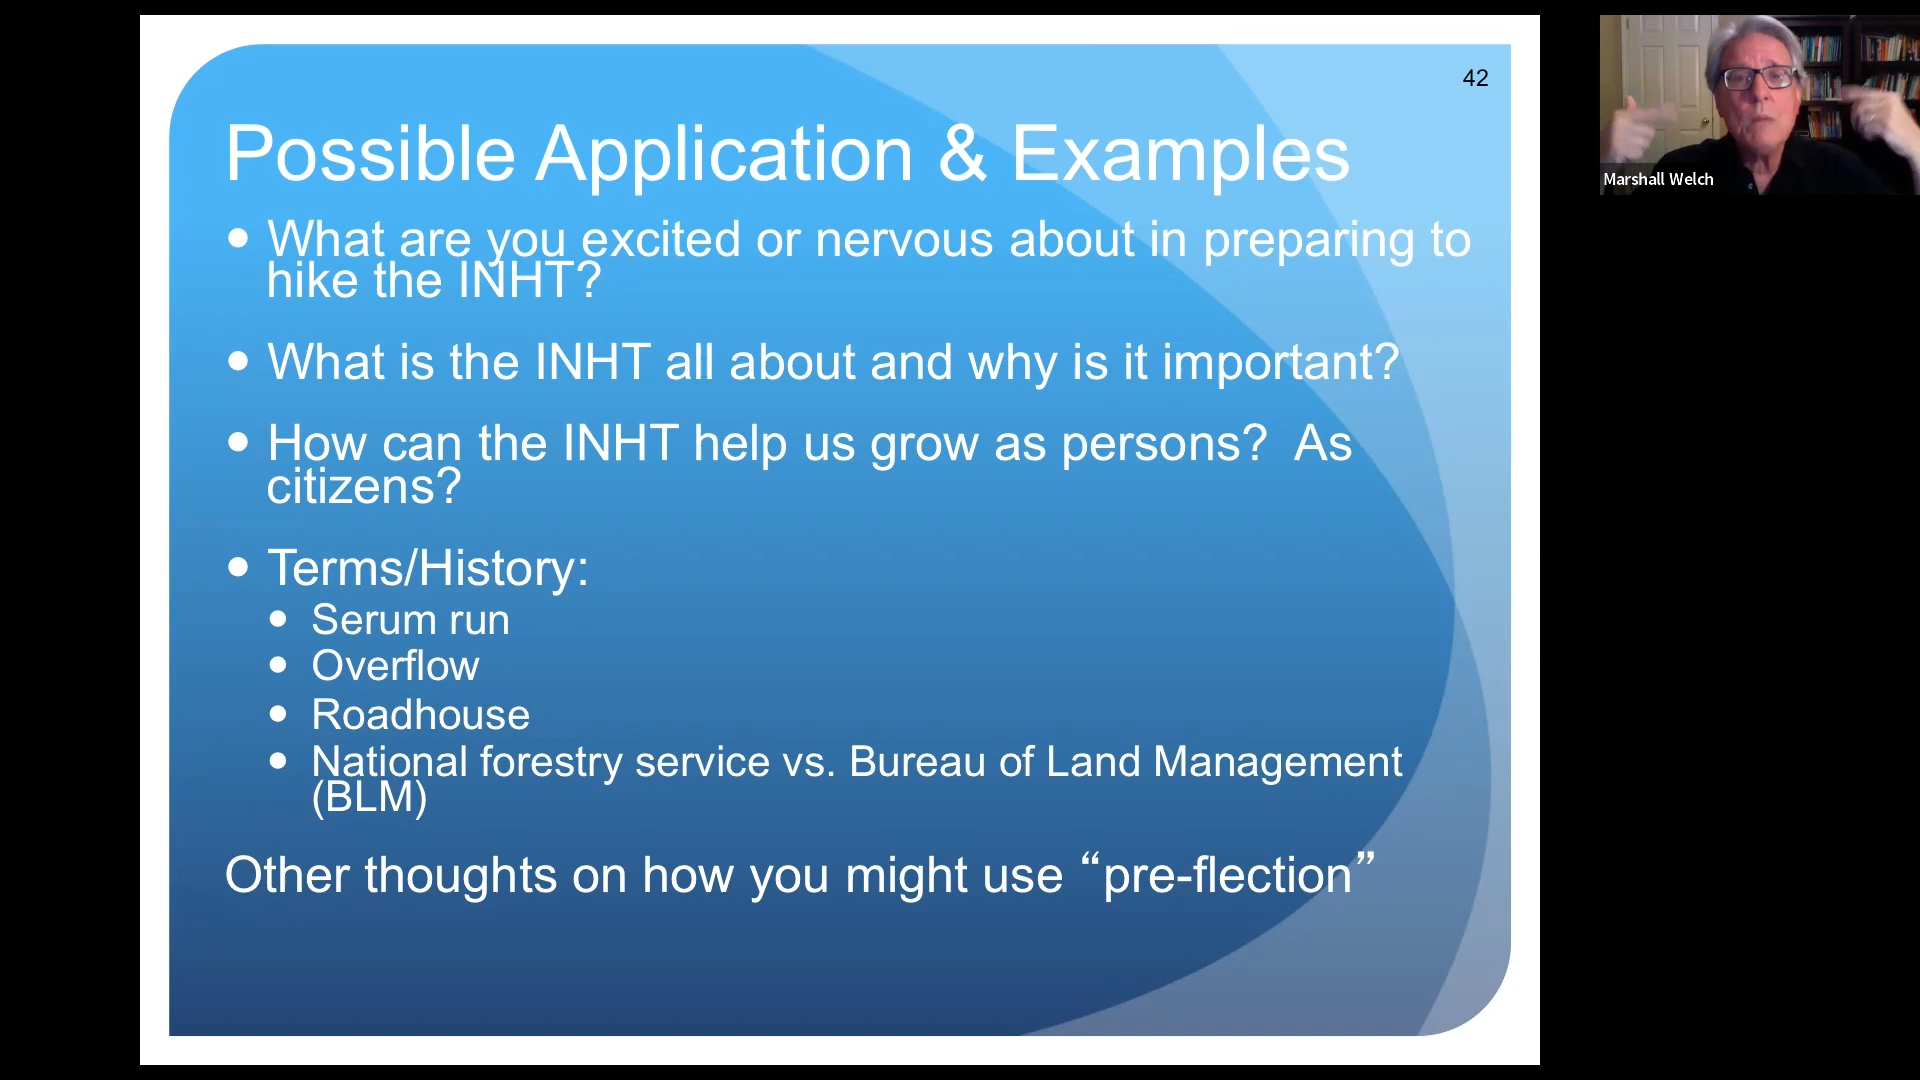 42
Possible Application & Examples
• What are you excited or nervous about in preparing to
hike the INHT?
• What is the INHT all about and why is it important?
• How can the INHT help us grow as persons?  As
citizens?
• Terms/History:
• Serum run
• Overflow
• Roadhouse
• National forestry service vs. Bureau of Land Management
(BLM)
Other thoughts on how you might use “pre-flection”
Marshall Welch